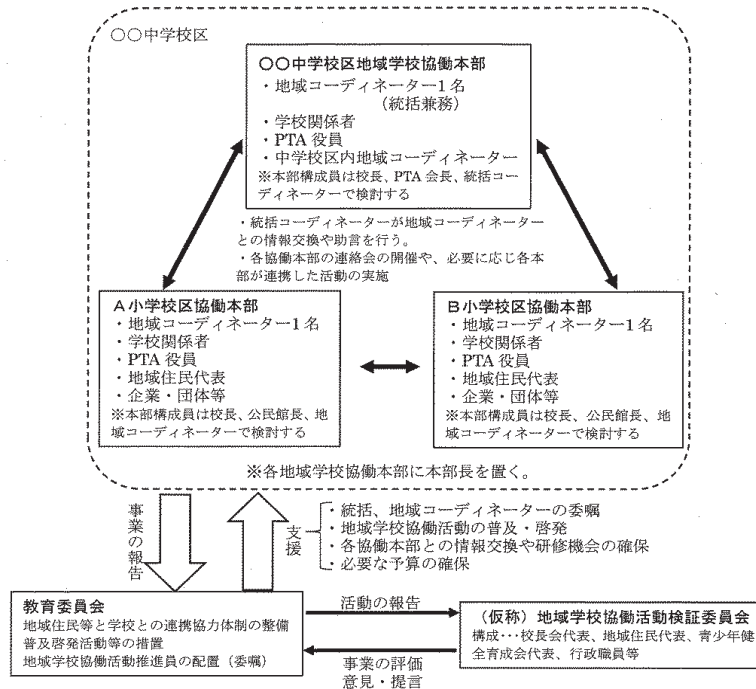 〇〇中学校区
〇〇中学校区地域学校協働本部
・地域コーディネーター1名
（統括兼務）
・学校関係者
・PTA 役員
・中学校区内地域コーディネーター
※本部構成員は校長、PTA 会長、統括コー
ディネーターで検討する
・統括コーディネーターが地域コーディネーター
との情報交換や助言を行う。
・各協働本部の連絡会の開催や、必要に応じ各本
部が連携した活動の実施
A小学校区協働本部
・地域コーディネーター1名
・学校関係者
・PTA 役員
・地域住民代表
・企業・団体等
※本部構成員は校長、公民館長、地
域コーディネーターで検討する
B小学校区協働本部
・地域コーディネーター1名
・学校関係者
・PTA 役員
・地域住民代表
・企業・団体等
※本部構成員は校長、公民館長、地
域コーディネーターで検討する
※各地域学校協働本部に本部長を置く。
事業の報告
支援
・統括、地域コーディネーターの委嘱
・地域学校協働活動の普及・啓発
・各協働本部との情報交換や研修機会の確保
・必要な予算の確保
教育委員会
地域住民等と学校との連携協力体制の整備
普及啓発活動等の措置
地域学校協働活動推進員の配置（委嘱）
活動の報告
事業の評価
意見・提言
（仮称）地域学校協働活動検証委員会
構成･･･校長会代表、地域住民代表、青少年健
全育成会代表、行政職員等